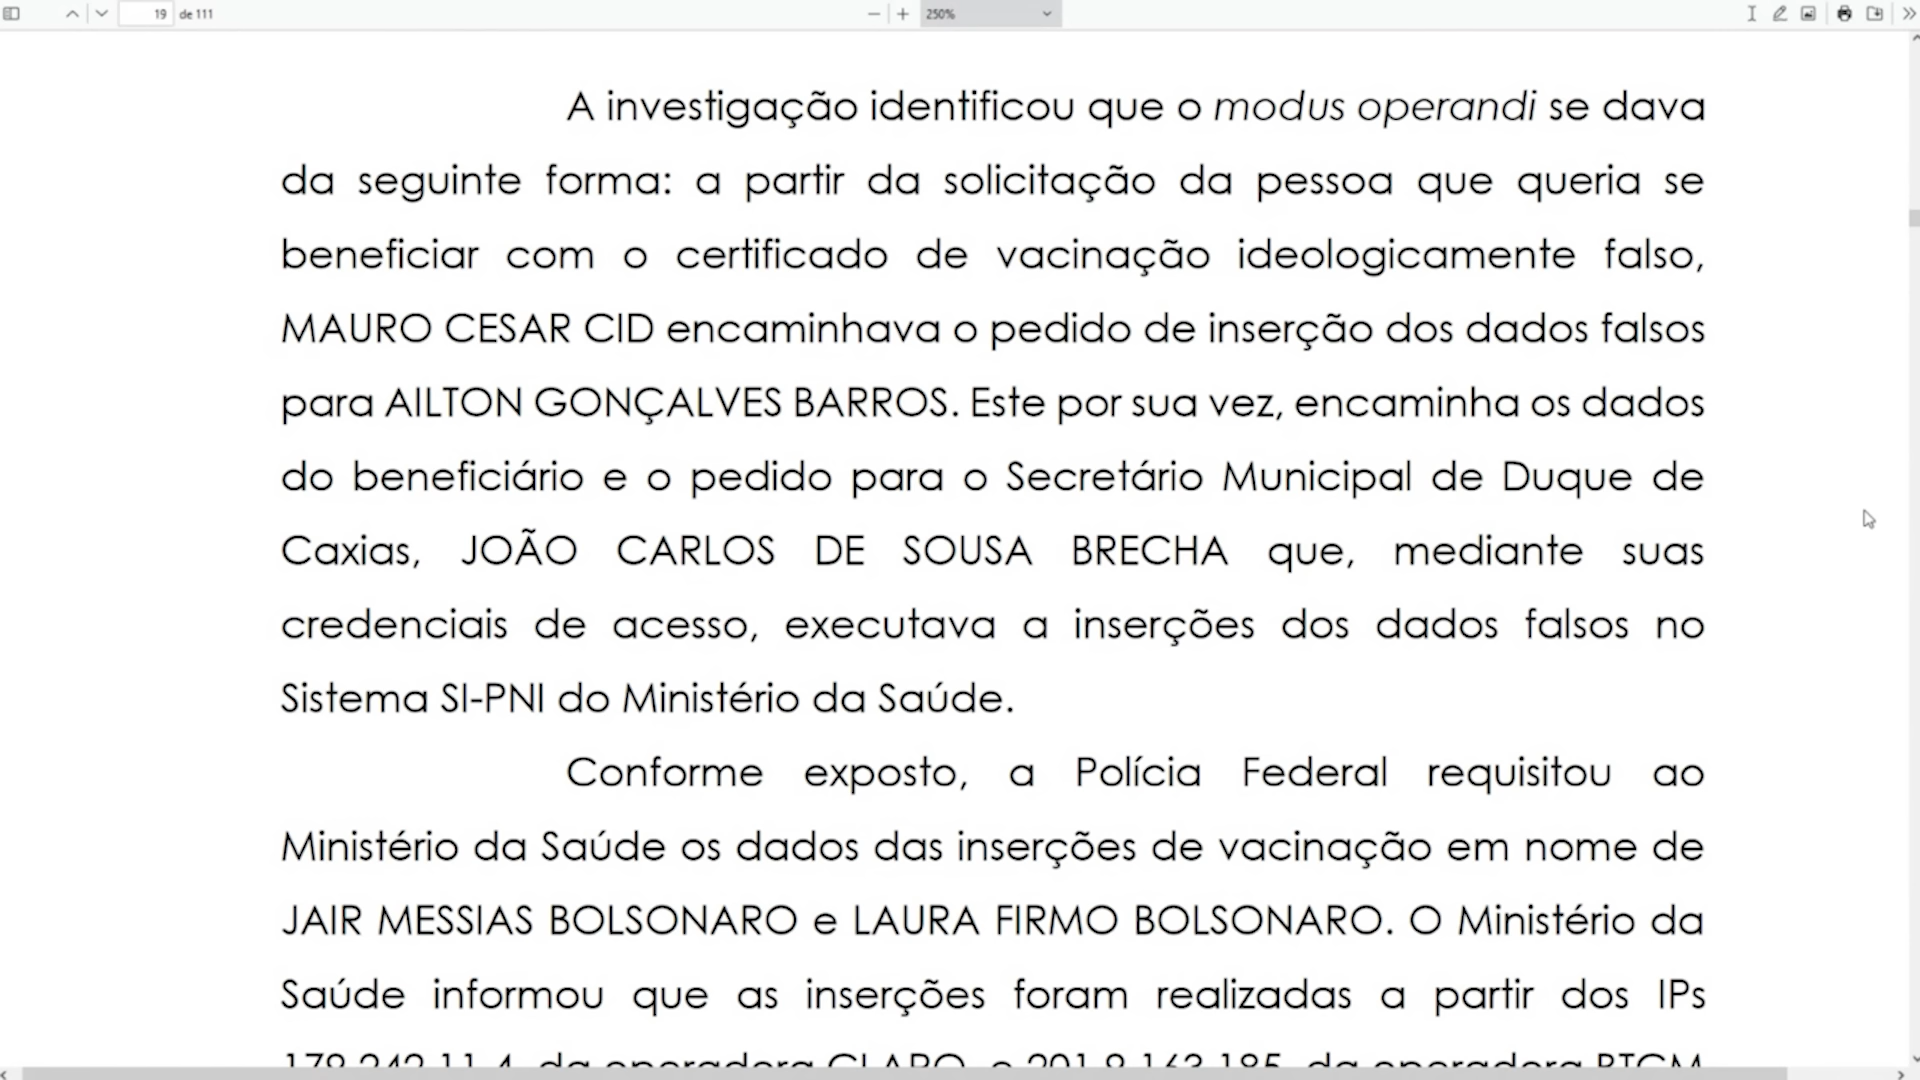 19 de 111 250%
A investigação identificou que o modus operandi se dava
da seguinte forma: a partir da solicitação da pessoa que queria se
beneficiar com o certificado de vacinação ideologicamente falso,
MAURO CESAR CID encaminhava o pedido de inserção dos dados falsos
para AILTON GONÇALVES BARROS. Este por sua vez, encaminha os dados
do beneficiário e o pedido para o Secretário Municipal de Duque de
Caxias, JOÃO CARLOS DE SOUSA BRECHA que, mediante suas
credenciais de acesso, executava a inserções dos dados falsos no
Sistema SI-PNI do Ministério da Saúde.
Conforme exposto, a Polícia Federal requisitou ao
Ministério da Saúde os dados das inserções de vacinação em nome de
JAIR MESSIAS BOLSONARO e LAURA FIRMO BOLSONARO. O Ministério da
Saúde informou que as inserções foram realizadas a partir dos IPs
da operadora CLARO, e da operadora